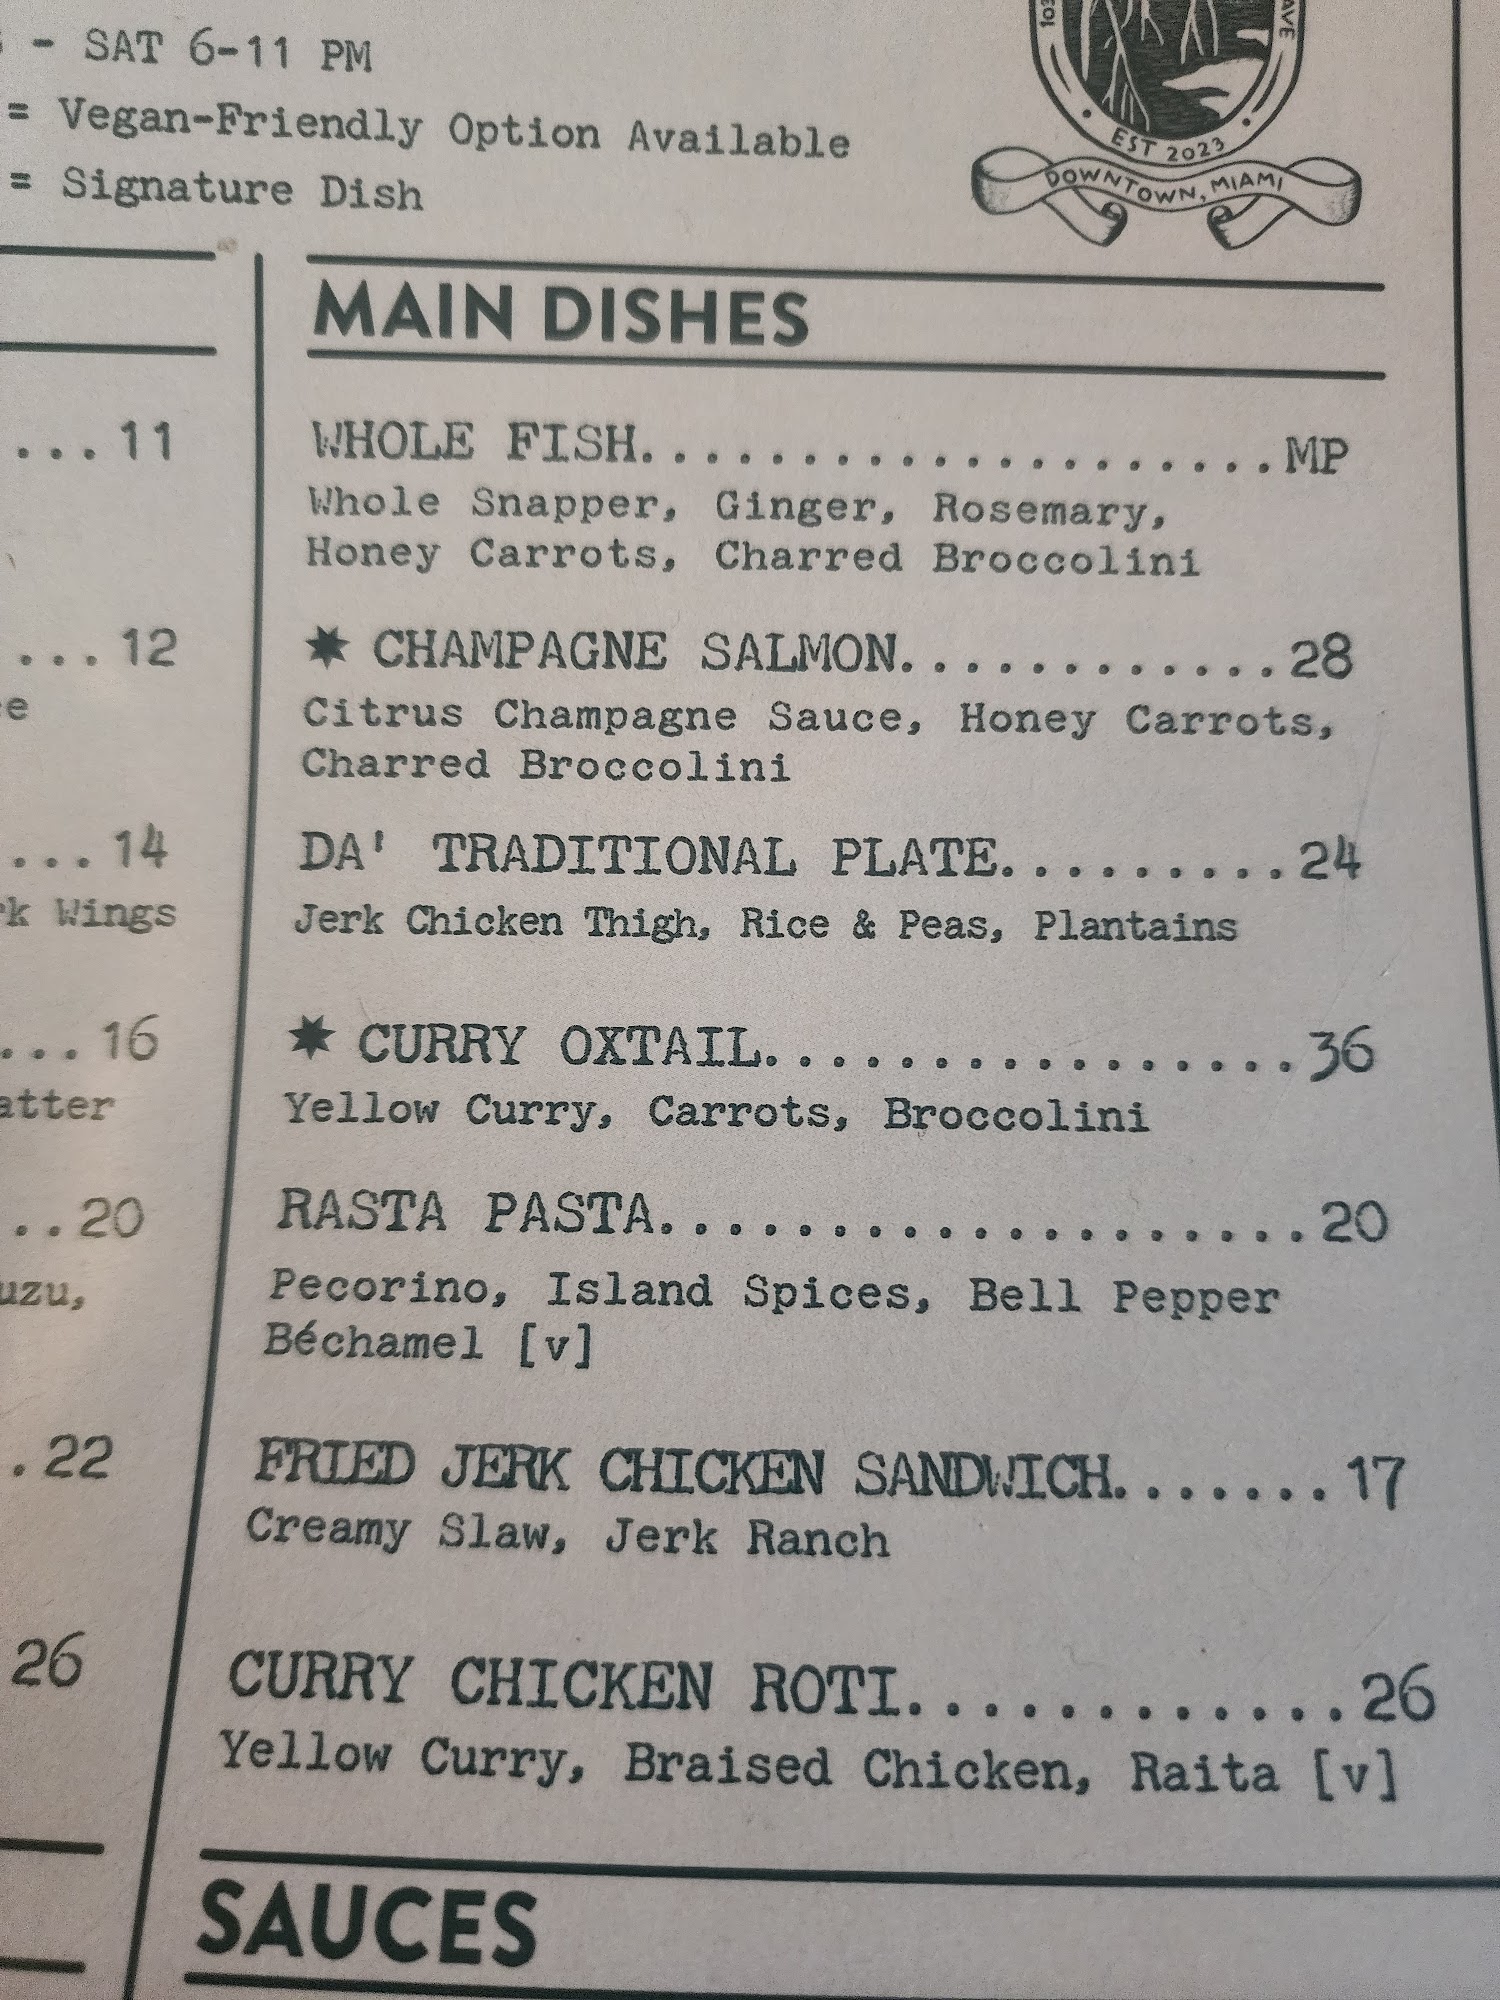 - SAT 6-11 PM
= Vegan-Friendly Option Available
= Signature Dish
103
AVE
EST 2023
DOWNTOWN, MIAMI
...11
...12
...14
Wings
...16
...20
.22
26
MAIN DISHES
WHOLE FISH.....................MP
Whole Snapper, Ginger, Rosemary,
Honey Carrots, Charred Broccolini
✷ CHAMPAGNE SALMON............28
Citrus Champagne Sauce, Honey Carrots,
Charred Broccolini
DA' TRADITIONAL PLATE.........24
Jerk Chicken Thigh, Rice & Peas, Plantains
✷ CURRY OXTAIL................36
Yellow Curry, Carrots, Broccolini
RASTA PASTA....................20
Pecorino, Island Spices, Bell Pepper
Béchamel [v]
FRIED JERK CHICKEN SANDWICH.......17
Creamy Slaw, Jerk Ranch
CURRY CHICKEN ROTI.............26
Yellow Curry, Braised Chicken, Raita [v]
SAUCES